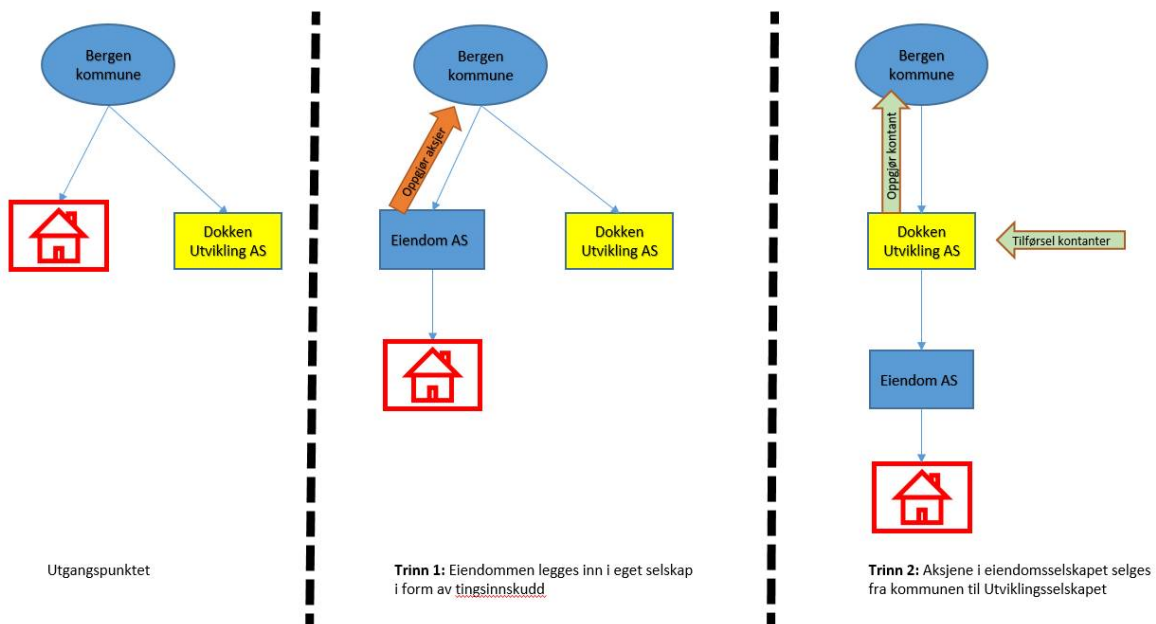 Bergen
kommune
Dokken
Utvikling AS
Utgangspunktet
Bergen
kommune
Oppgjør aksjer
Eiendom AS
Dokken
Utvikling AS
Trinn 1: Eiendommen legges inn i eget selskap
i form av tingsinnskudd
Bergen
kommune
Oppgjør kontant
Dokken
Utvikling AS
Tilførsel kontanter
Eiendom AS
Trinn 2: Aksjene i eiendomsselskapet selges
fra kommunen til Utviklingsselskapet